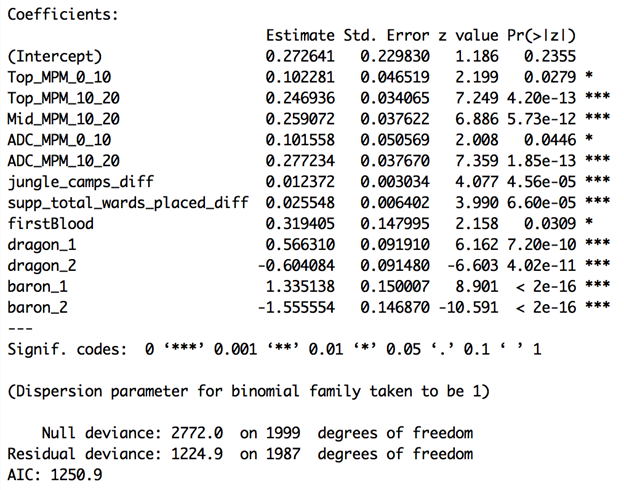 Coefficients:
                            Estimate Std. Error z value Pr(>|z|)
(Intercept)                 0.272641   0.229830   1.186   0.2355
Top_MPM_0_10                0.102281   0.046519   2.199   0.0279 *
Top_MPM_10_20               0.246936   0.034065   7.249 4.20e-13 ***
Mid_MPM_10_20               0.259072   0.037622   6.886 5.73e-12 ***
ADC_MPM_0_10                0.101558   0.050569   2.008   0.0446 *
ADC_MPM_10_20               0.277234   0.037670   7.359 1.85e-13 ***
jungle_camps_diff           0.012372   0.003034   4.077 4.56e-05 ***
supp_total_wards_placed_diff 0.025548   0.006402   3.990 6.60e-05 ***
firstBlood                  0.319405   0.147995   2.158   0.0309 *
dragon_1                    0.566310   0.091910   6.162 7.20e-10 ***
dragon_2                   -0.604084   0.091480  -6.603 4.02e-11 ***
baron_1                     1.335138   0.150007   8.901  < 2e-16 ***
baron_2                    -1.555554   0.146870 -10.591  < 2e-16 ***
---
Signif. codes:  0 ‘***’ 0.001 ‘**’ 0.01 ‘*’ 0.05 ‘.’ 0.1 ‘ ’ 1
(Dispersion parameter for binomial family taken to be 1)
    Null deviance: 2772.0  on 1999  degrees of freedom
Residual deviance: 1224.9  on 1987  degrees of freedom
AIC: 1250.9